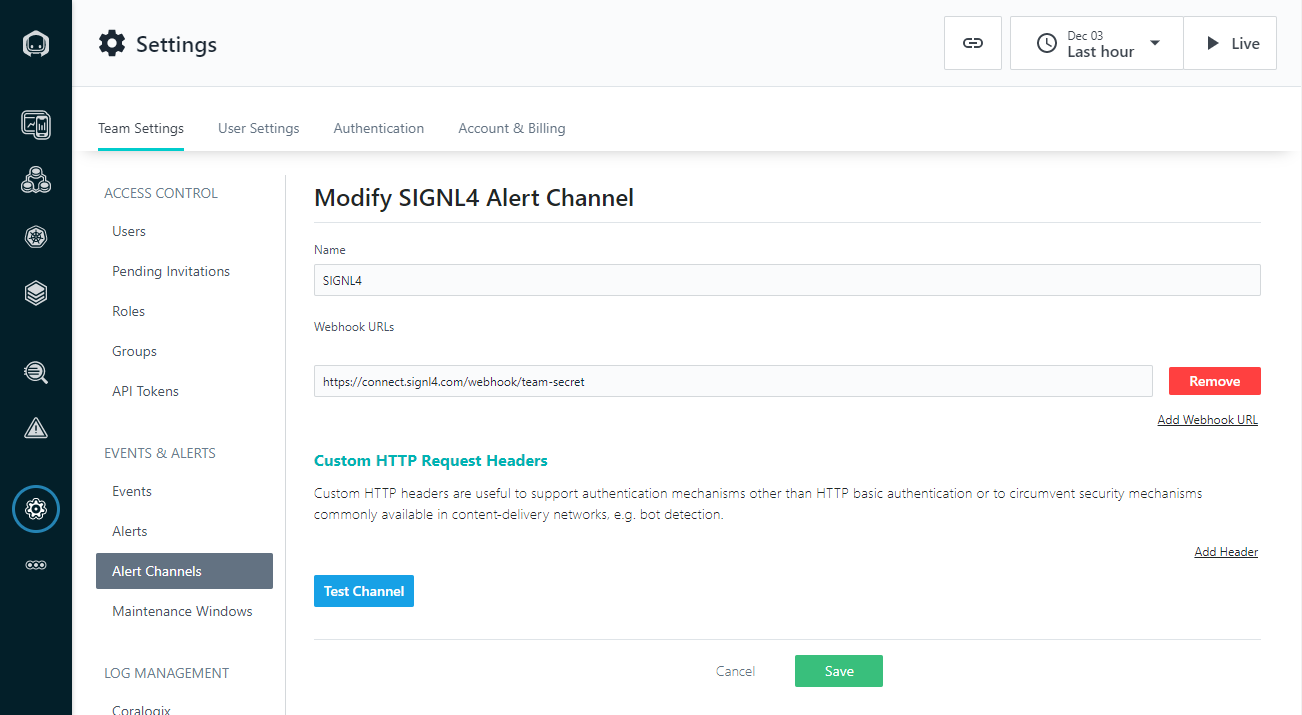 Settings
Dec 03
Last hour
Live
Team Settings
User Settings
Authentication
Account & Billing
ACCESS CONTROL
Users
Pending Invitations
Roles
Groups
API Tokens
EVENTS & ALERTS
Events
Alerts
Alert Channels
Maintenance Windows
LOG MANAGEMENT
Coralogix
Modify SIGNL4 Alert Channel
Name
SIGNL4
Webhook URLs
https://connect.signl4.com/webhook/team-secret
Remove
Add Webhook URL
Custom HTTP Request Headers
Custom HTTP headers are useful to support authentication mechanisms other than HTTP basic authentication or to circumvent security mechanisms
commonly available in content-delivery networks, e.g. bot detection.
Add Header
Test Channel
Cancel
Save